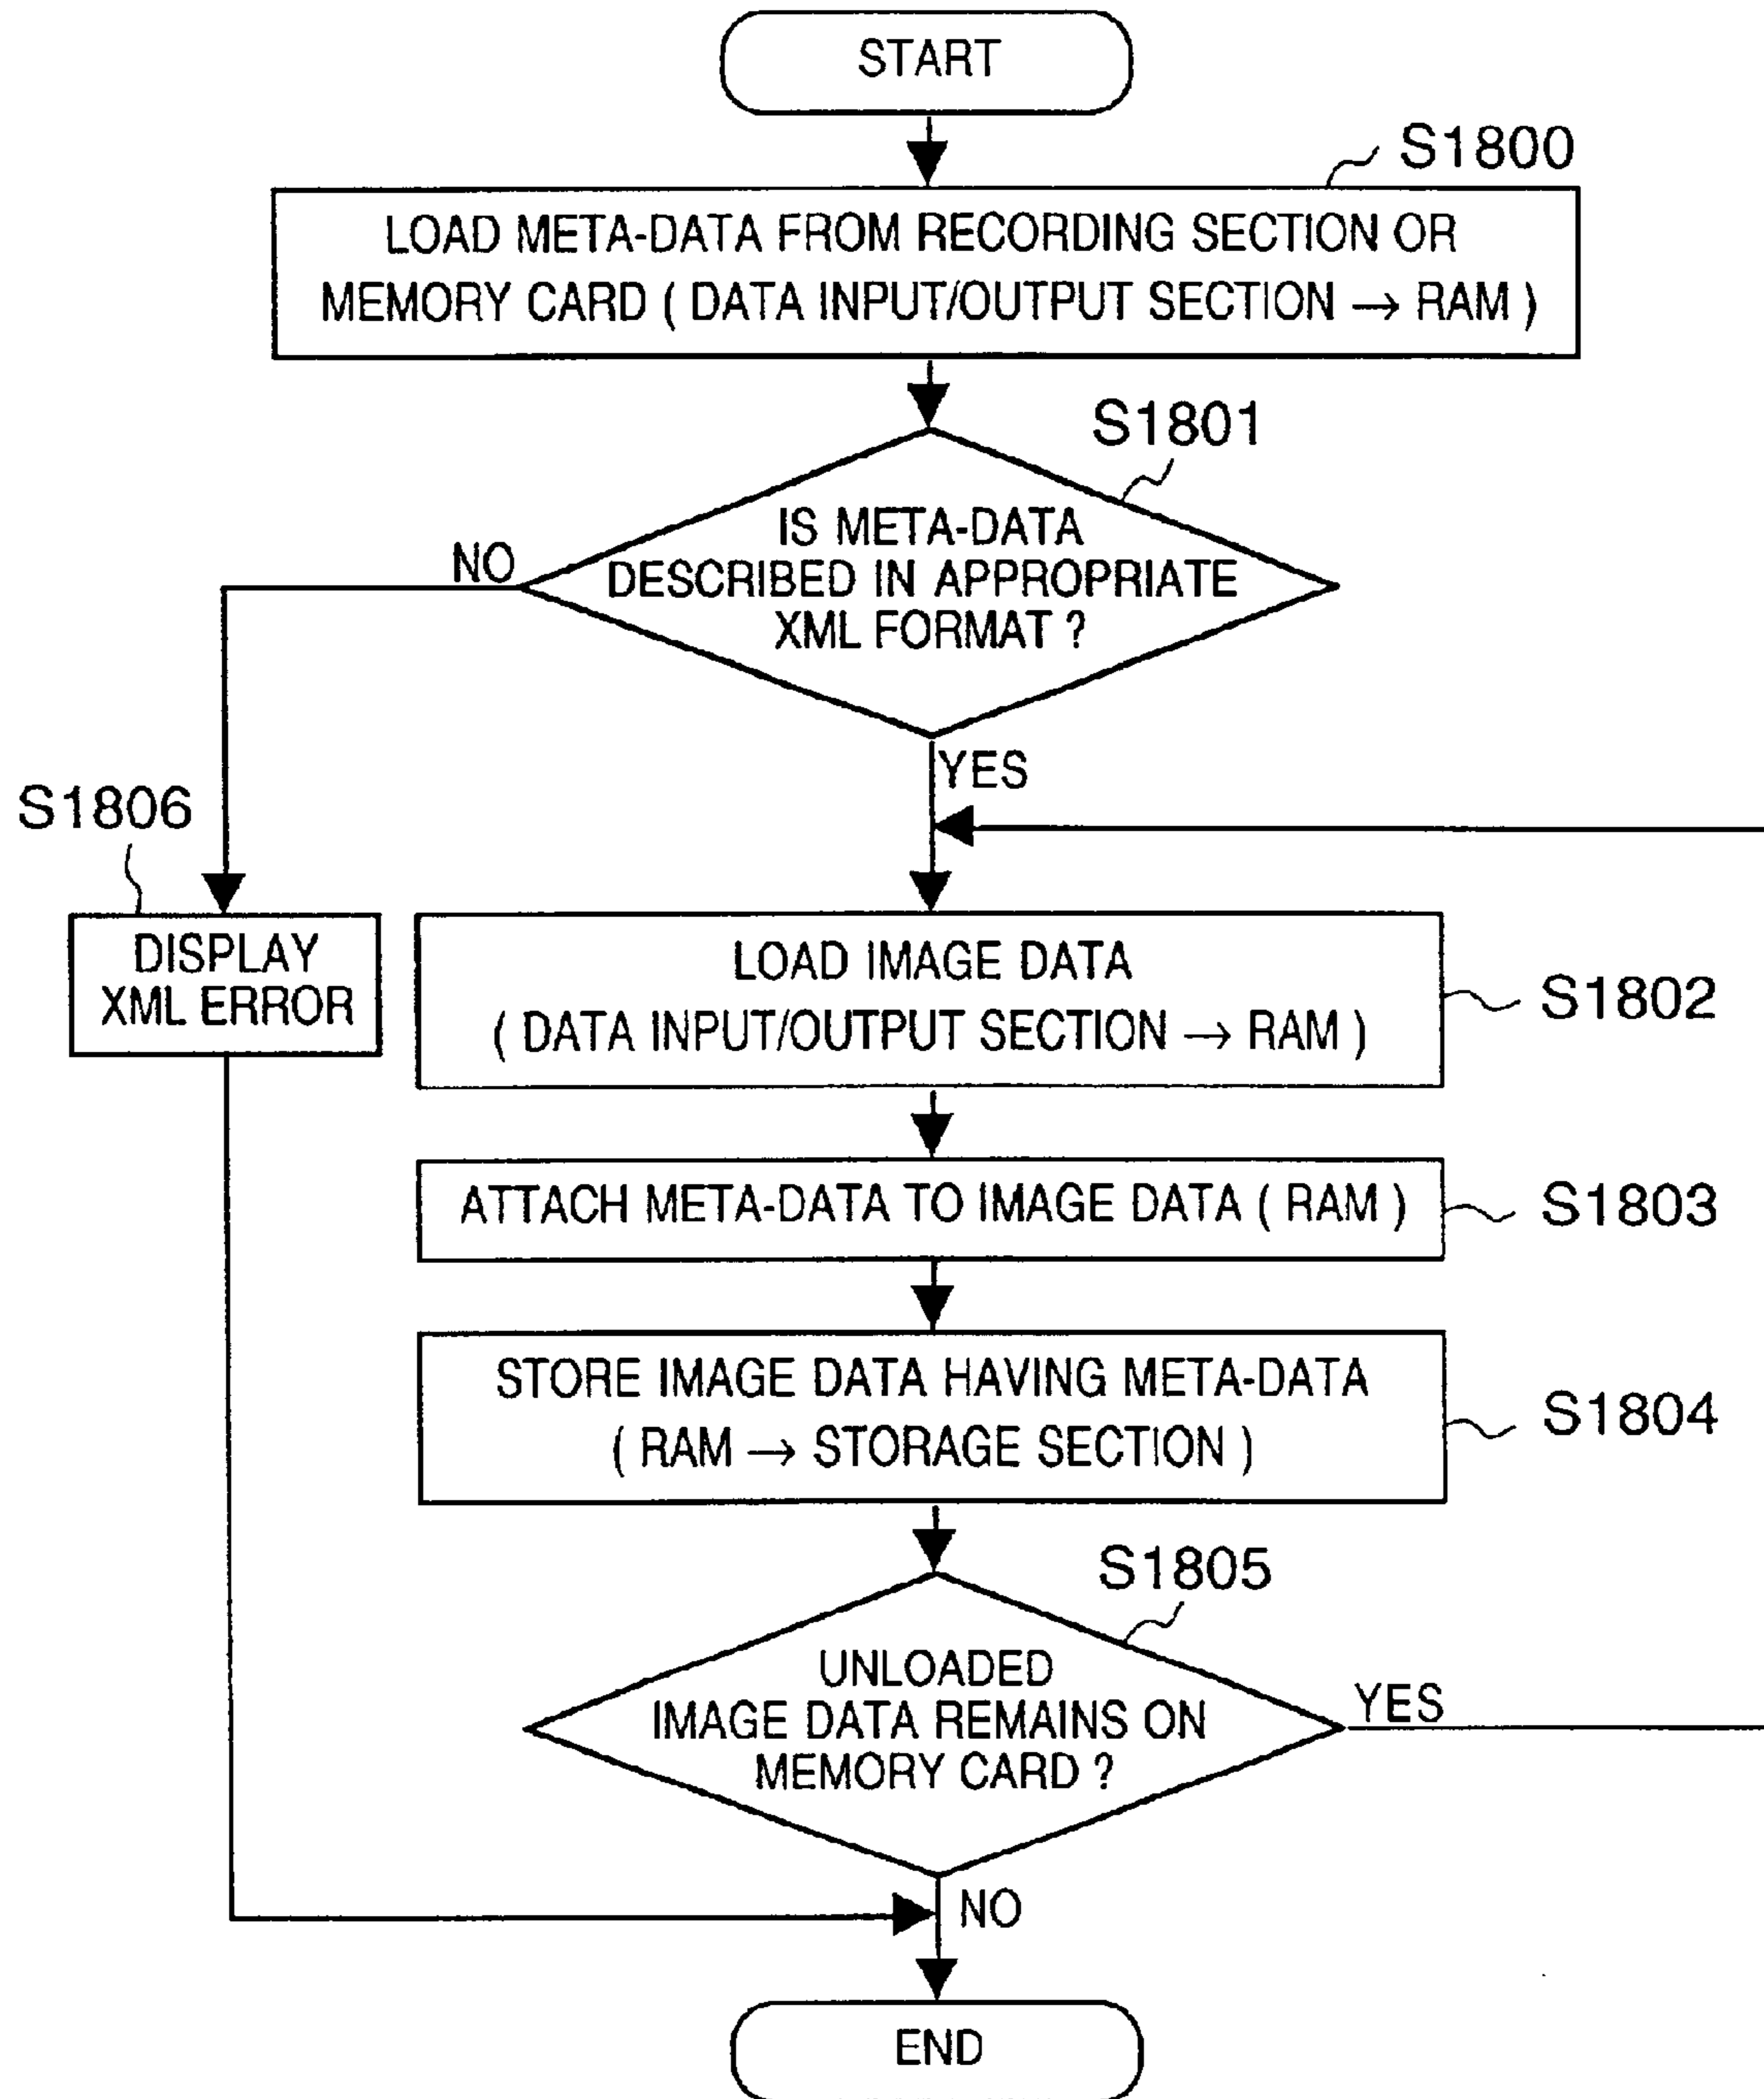 START
S1800
LOAD META-DATA FROM RECORDING SECTION OR
MEMORY CARD ( DATA INPUT/OUTPUT SECTION → RAM )
S1801
IS META-DATA
DESCRIBED IN APPROPRIATE
XML FORMAT ?
NO
YES
S1806
DISPLAY
XML ERROR
LOAD IMAGE DATA
( DATA INPUT/OUTPUT SECTION → RAM )
S1802
ATTACH META-DATA TO IMAGE DATA ( RAM )
S1803
STORE IMAGE DATA HAVING META-DATA
( RAM → STORAGE SECTION )
S1804
S1805
UNLOADED
IMAGE DATA REMAINS ON
MEMORY CARD ?
YES
NO
END